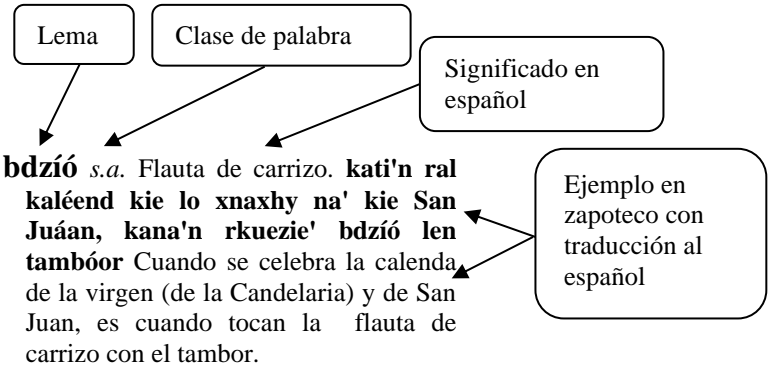 Lema
Clase de palabra
Significado en
español
bdzíó s.a. Flauta de carrizo. kati'n ral
kaléend kie lo xnaxhy na' kie San
Juáan, kana'n rkuezie' bdzíó len
tambóor Cuando se celebra la calenda
de la virgen (de la Candelaria) y de San
Juan, es cuando tocan la flauta de
carrizo con el tambor.
Ejemplo en
zapoteco con
traducción al
español